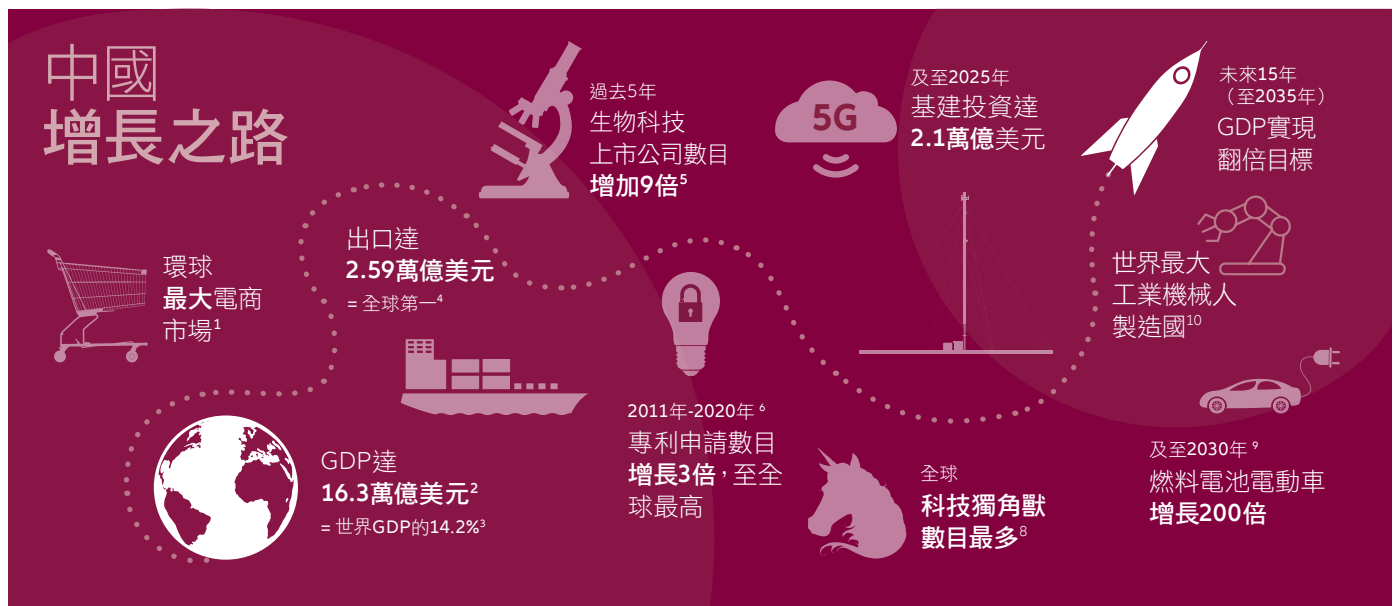 中國
增長之路
環球
最大電商
市場1
GDP達
16.3萬億美元2
= 世界GDP的14.2%3
出口達
2.59萬億美元
= 全球第一4
過去5年
生物科技
上市公司數目
增加9倍5
2011年-2020年 6
專利申請數目
增長3倍，至全
球最高
5G
及至2025年
基建投資達
2.1萬億美元
全球
科技獨角獸
數目最多8
未來15年
（至2035年）
GDP實現
翻倍目標
世界最大
工業機械人
製造國10
及至2030年 9
燃料電池電動車
增長200倍